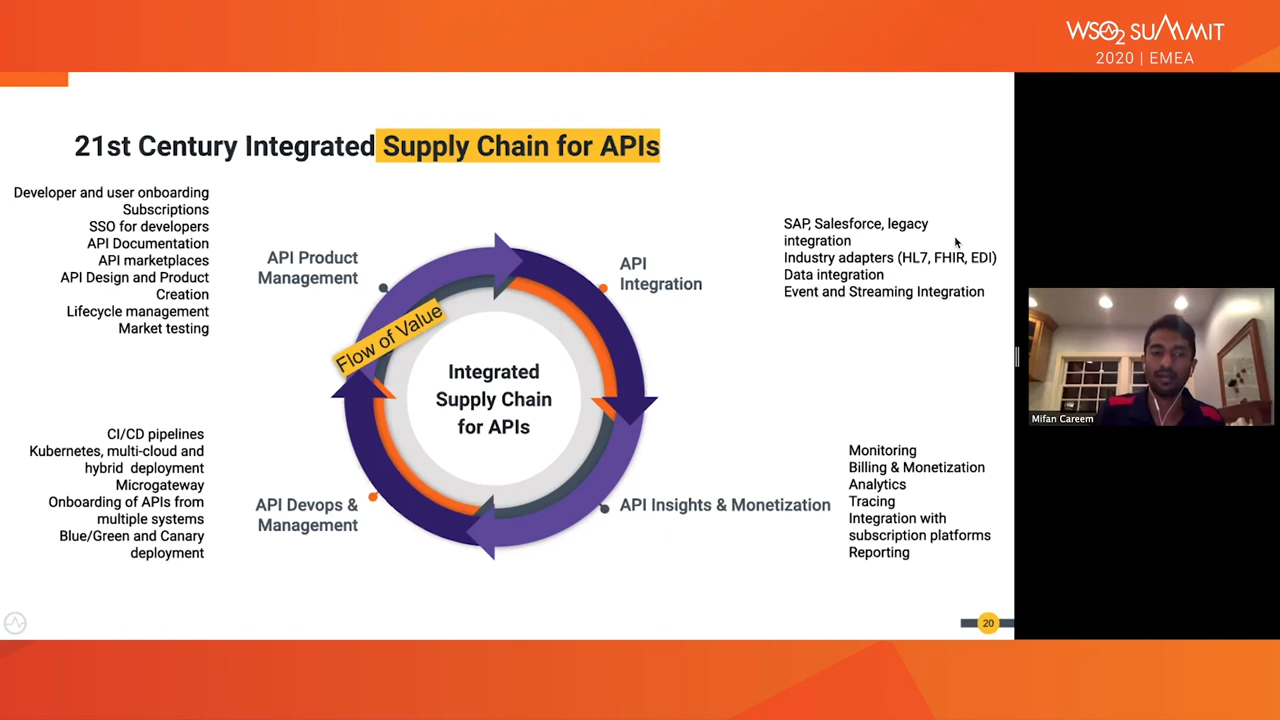 WSO2 SUMMIT
2020 | EMEA
21st Century Integrated Supply Chain for APIs
Developer and user onboarding
Subscriptions
SSO for developers
API Documentation
API marketplaces
API Design and Product
Creation
Lifecycle management
Market testing
API Product
Management
API
Integration
SAP, Salesforce, legacy
integration
Industry adapters (HL7, FHIR, EDI)
Data integration
Event and Streaming Integration
Flow of Value
Integrated
Supply Chain
for APIs
CI/CD pipelines
Kubernetes, multi-cloud and
hybrid deployment
Microgateway
Onboarding of APIs from
multiple systems
Blue/Green and Canary
deployment
API Devops &
Management
API Insights & Monetization
Monitoring
Billing & Monetization
Analytics
Tracing
Integration with
subscription platforms
Reporting
Mifan Careem
20